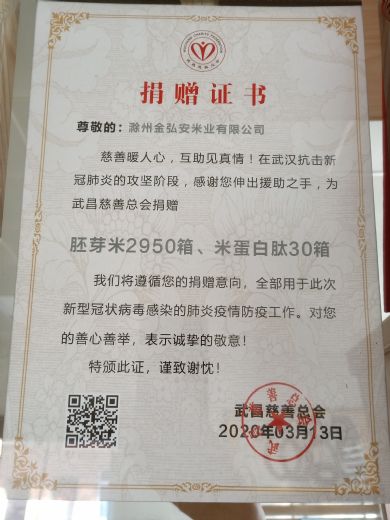 捐赠证书
尊敬的：滁州金弘安米业有限公司
慈善暖人心，互助见真情！在武汉抗击新
冠肺炎的攻坚阶段，感谢您伸出援助之手，为
武昌慈善总会捐赠
胚芽米2950箱、米蛋白肽30箱
我们将遵循您的捐赠意向，全部用于此次
新型冠状病毒感染的肺炎疫情防疫工作。对您
的善心善举，表示诚挚的敬意！
特颁此证，谨致谢忱！
武昌慈善总会
2020年03月13日